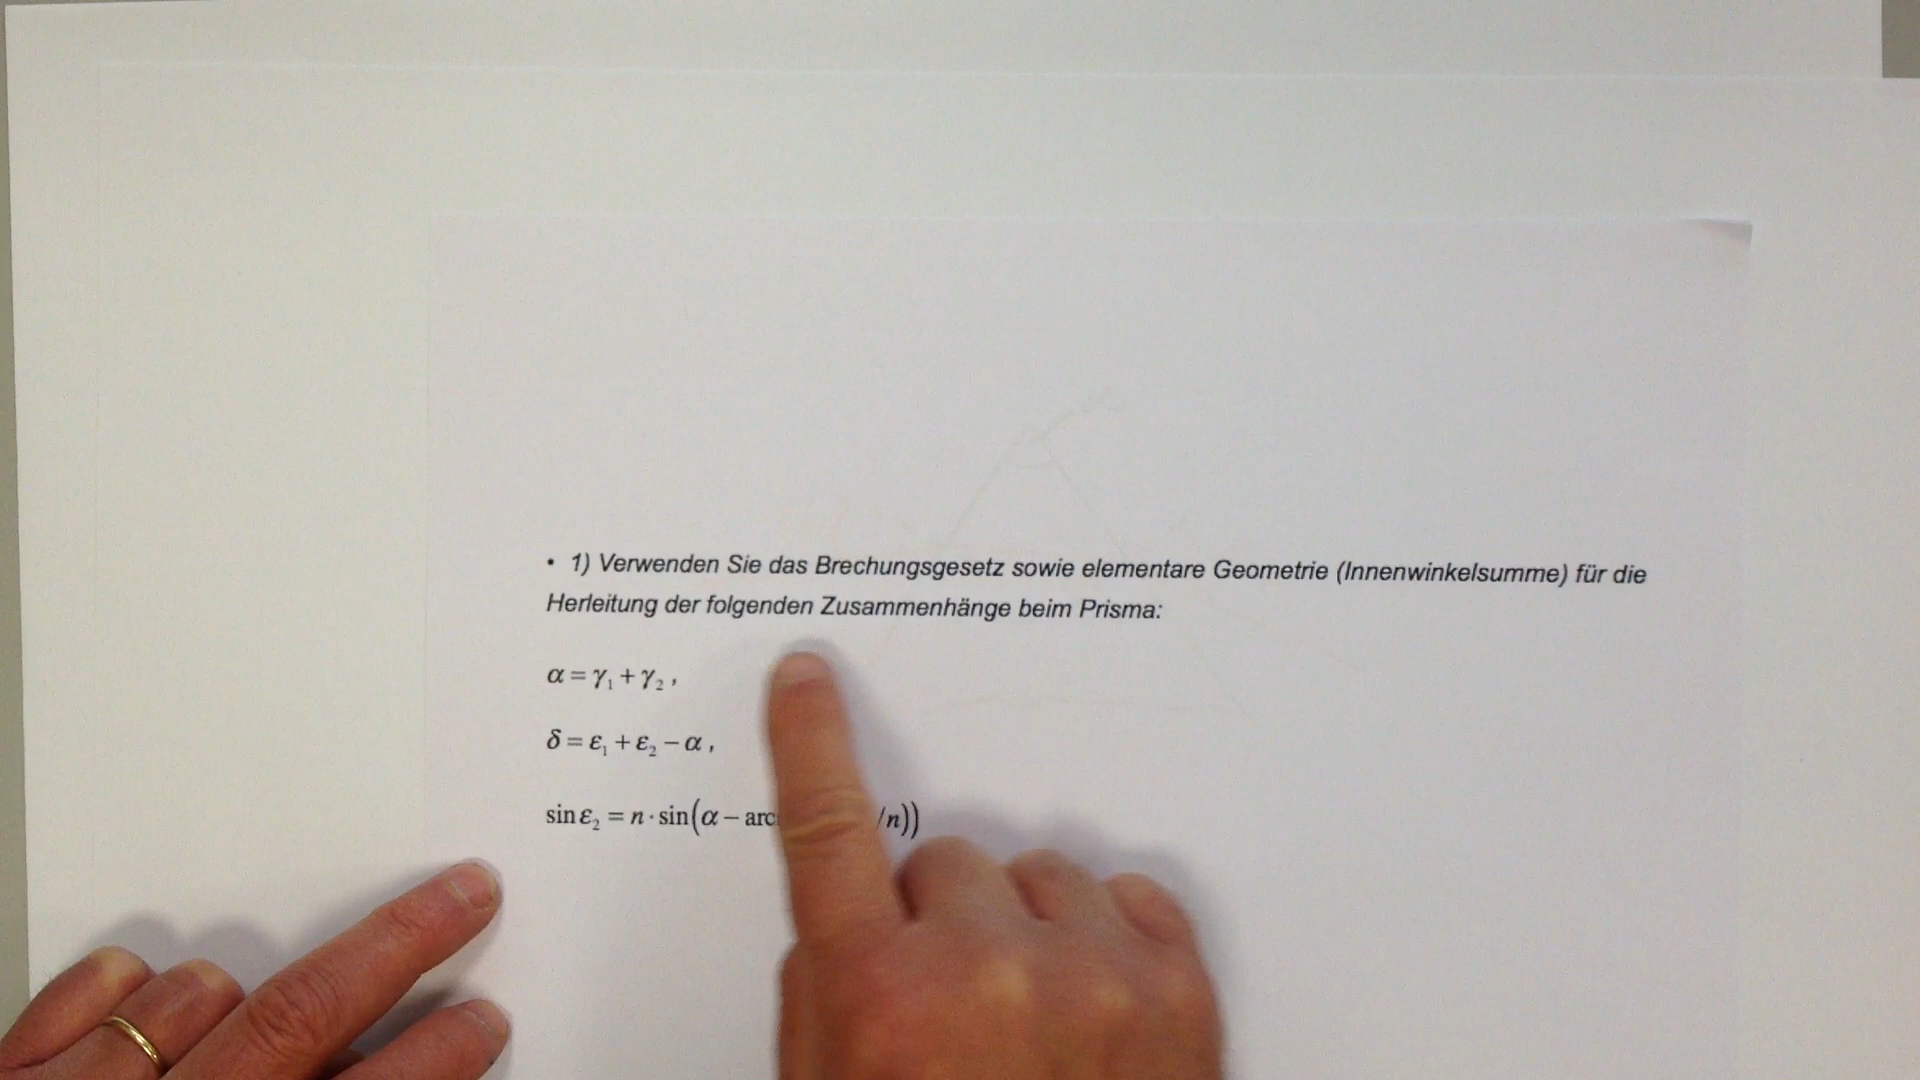 • 1) Verwenden Sie das Brechungsgesetz sowie elementare Geometrie (Innenwinkelsumme) für die
Herleitung der folgenden Zusammenhänge beim Prisma:
α = γ₁ + γ₂ ,
δ = ε₁ + ε₂ − α ,
sin ε₂ = n · sin(α − arc /n))